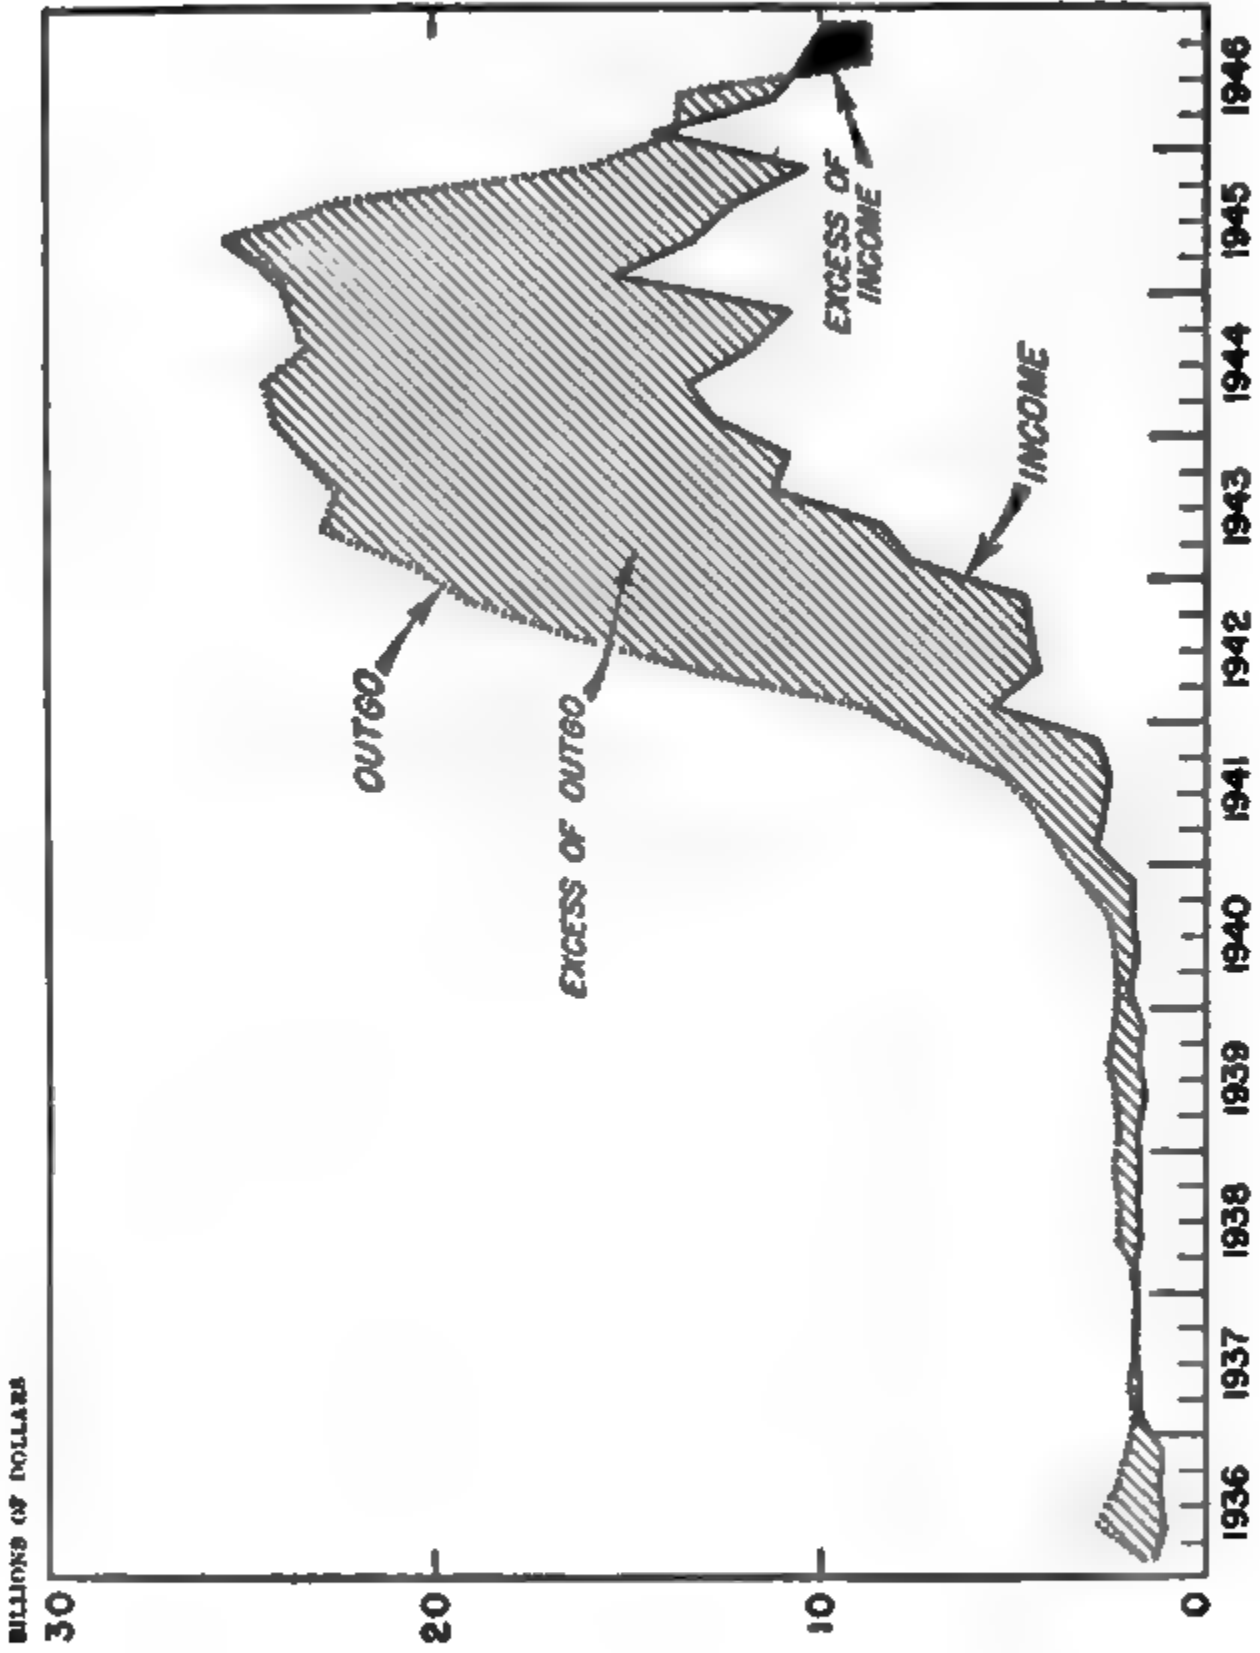 BILLIONS OF DOLLARS
30
OUTGO
20
EXCESS OF OUTGO
EXCESS OF
INCOME
10
INCOME
0
1936 1937 1938 1939 1940 1941 1942 1943 1944 1945 1946